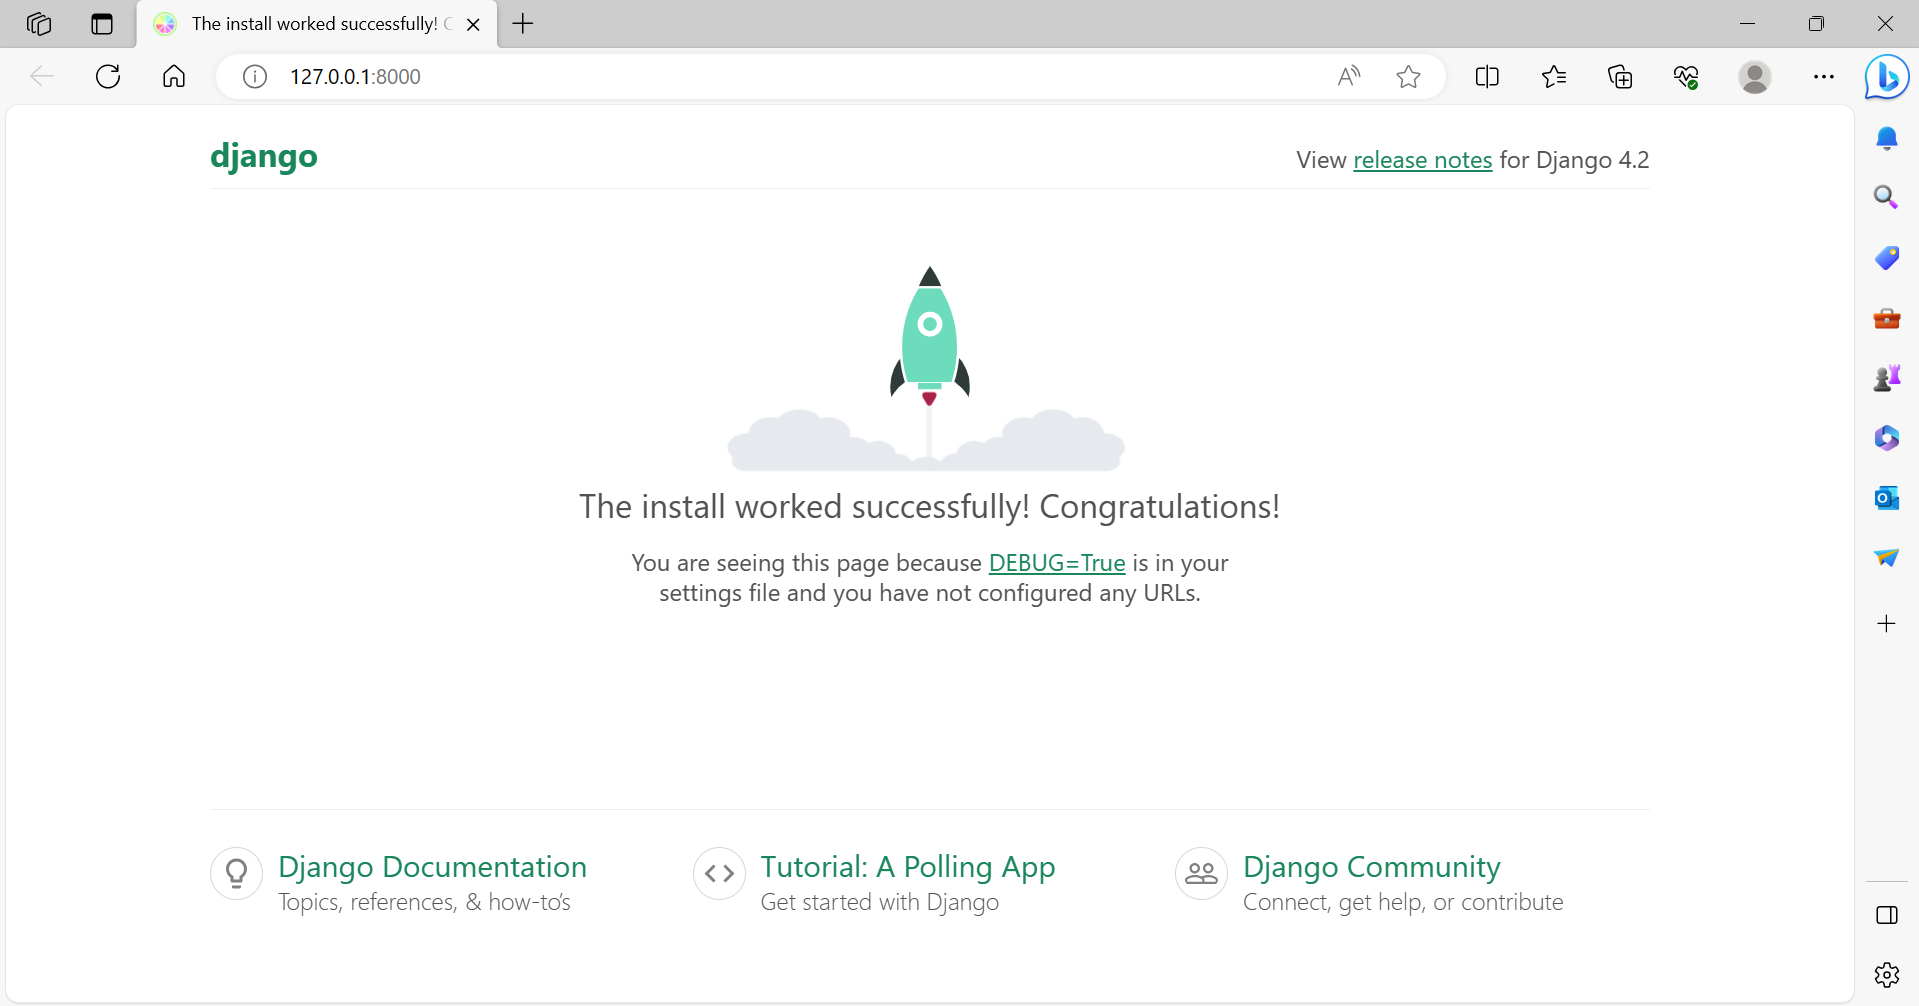 The install worked successfully!
127.0.0.1:8000
django
View release notes for Django 4.2
The install worked successfully! Congratulations!
You are seeing this page because DEBUG=True is in your
settings file and you have not configured any URLs.
Django Documentation
Topics, references, & how-to’s
Tutorial: A Polling App
Get started with Django
Django Community
Connect, get help, or contribute